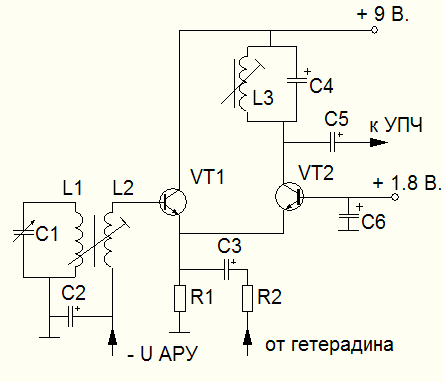 + 9 В.
L3
C4
C5
к УПЧ
L1
L2
VT1
VT2
+ 1.8 В.
C1
C6
C3
C2
R1
R2
- U АРУ
от гетерадина